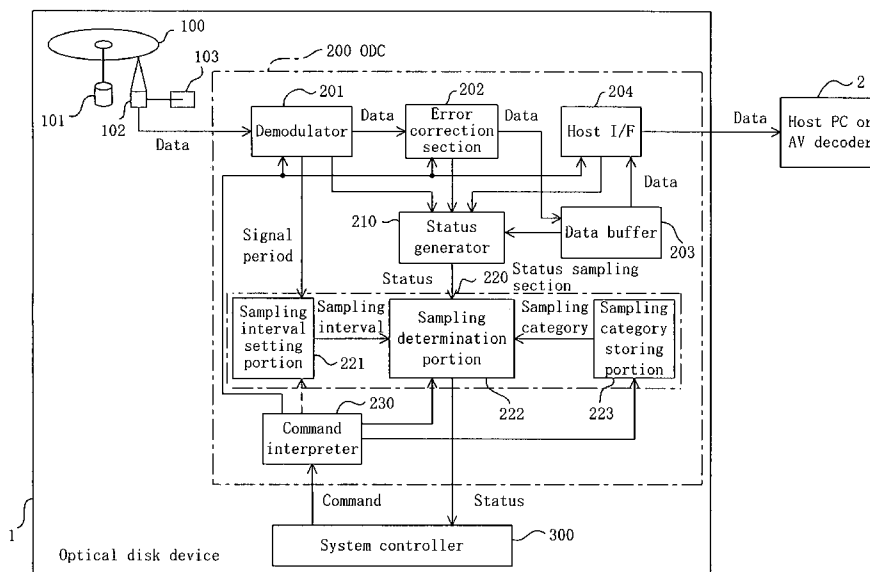 100
103
101
102
Data
200 ODC
201
Demodulator
Data
202
Error
correction
section
Data
204
Host I/F
Data
2
Host PC or
AV decoder
Data
210
Status
generator
Data buffer
203
Signal
period
Status
220
Status sampling
section
Sampling
interval
setting
portion
221
Sampling
interval
Sampling
determination
portion
222
Sampling
category
Sampling
category
storing
portion
223
230
Command
interpreter
Command
Status
1
System controller
300
Optical disk device